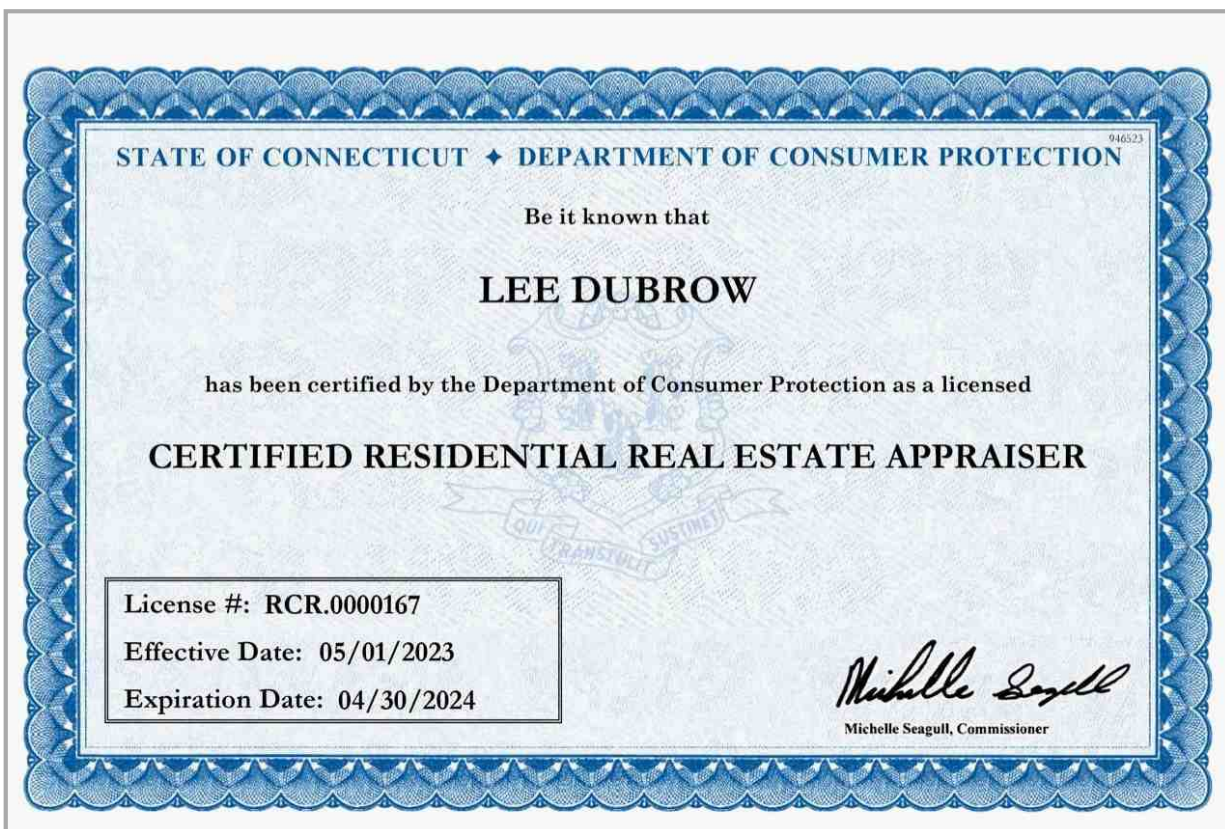 946523
STATE OF CONNECTICUT ✦ DEPARTMENT OF CONSUMER PROTECTION
Be it known that
LEE DUBROW
has been certified by the Department of Consumer Protection as a licensed
CERTIFIED RESIDENTIAL REAL ESTATE APPRAISER
QUI TRANSTULIT SUSTINET
License #: RCR.0000167
Effective Date: 05/01/2023
Expiration Date: 04/30/2024
Michelle Seagull
Michelle Seagull, Commissioner